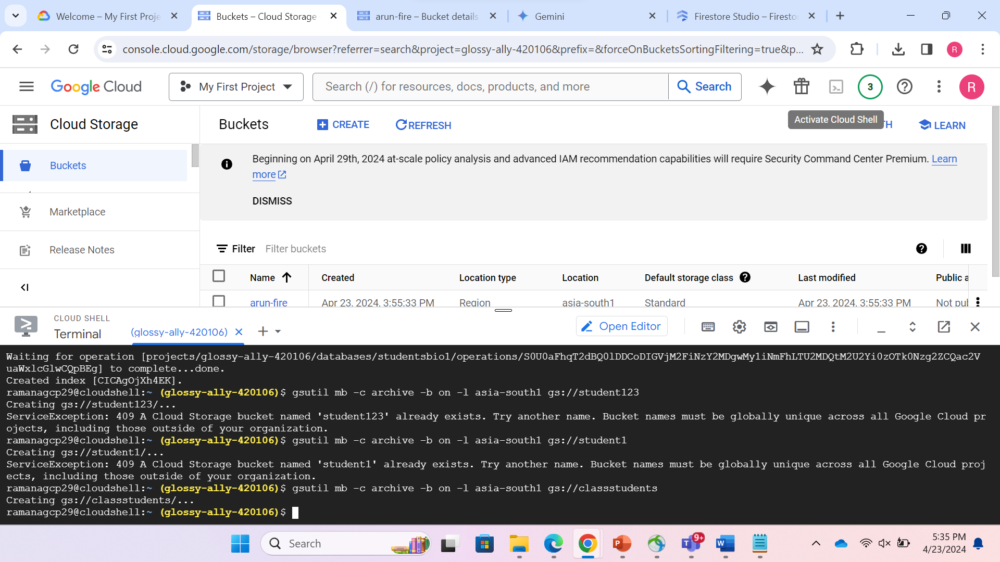 Welcome – My First Proje
Buckets – Cloud Storage
arun-fire – Bucket details
Gemini
Firestore Studio – Firesto
console.cloud.google.com/storage/browser?referrer=search&project=glossy-ally-420106&prefix=&forceOnBucketsSortingFiltering=true&p...
R
Google Cloud
My First Project
Search (/) for resources, docs, products, and more
Search
3
R
Cloud Storage
Buckets
CREATE
REFRESH
Activate Cloud Shell
TH
LEARN
Buckets
Marketplace
Release Notes
Beginning on April 29th, 2024 at-scale policy analysis and advanced IAM recommendation capabilities will require Security Command Center Premium. Learn
more
DISMISS
Filter Filter buckets
Name Created Location type Location Default storage class Last modified Public a
arun-fire Apr 23, 2024, 3:55:33 PM Region asia-south1 Standard Apr 23, 2024, 3:55:33 PM Not pub
CLOUD SHELL
Terminal
(glossy-ally-420106)
Open Editor
Waiting for operation [projects/glossy-ally-420106/databases/studentsbio1/operations/S0U0aFhqT2dBQ0lDDCoDIGVjM2FiNzY2MDgwMy1iNmFhLTU2MDQtM2U2Yi0zOTk0Nzg2ZCQac2V
uaWxlcGlwCQpBEg] to complete...done.
Created index [CICAgOjXh4EK].
ramanagcp29@cloudshell:~ (glossy-ally-420106)$ gsutil mb -c archive -b on -l asia-south1 gs://student123
Creating gs://student123/...
ServiceException: 409 A Cloud Storage bucket named 'student123' already exists. Try another name. Bucket names must be globally unique across all Google Cloud pr
ojects, including those outside of your organization.
ramanagcp29@cloudshell:~ (glossy-ally-420106)$ gsutil mb -c archive -b on -l asia-south1 gs://student1
Creating gs://student1/...
ServiceException: 409 A Cloud Storage bucket named 'student1' already exists. Try another name. Bucket names must be globally unique across all Google Cloud proj
ects, including those outside of your organization.
ramanagcp29@cloudshell:~ (glossy-ally-420106)$ gsutil mb -c archive -b on -l asia-south1 gs://classstudents
Creating gs://classstudents/...
ramanagcp29@cloudshell:~ (glossy-ally-420106)$
Search
9+
5:35 PM
4/23/2024